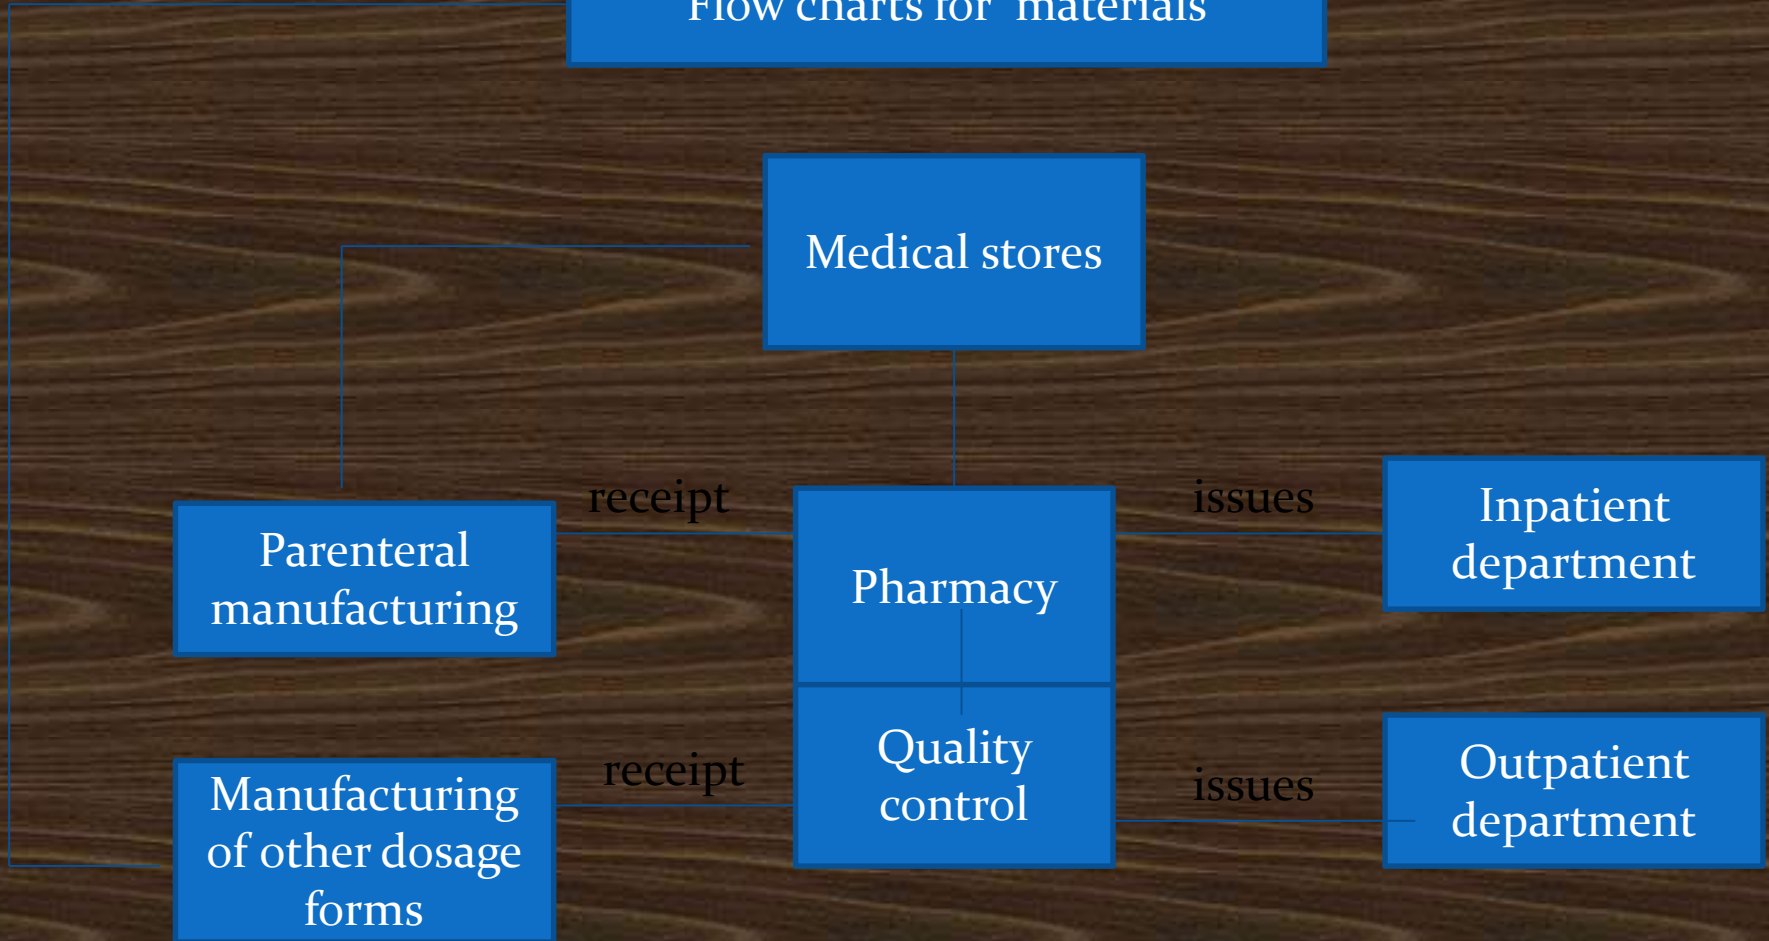 Flow charts for materials
Medical stores
receipt
issues
Inpatient
department
Parenteral
manufacturing
Pharmacy
Quality
control
receipt
issues
Outpatient
department
Manufacturing
of other dosage
forms